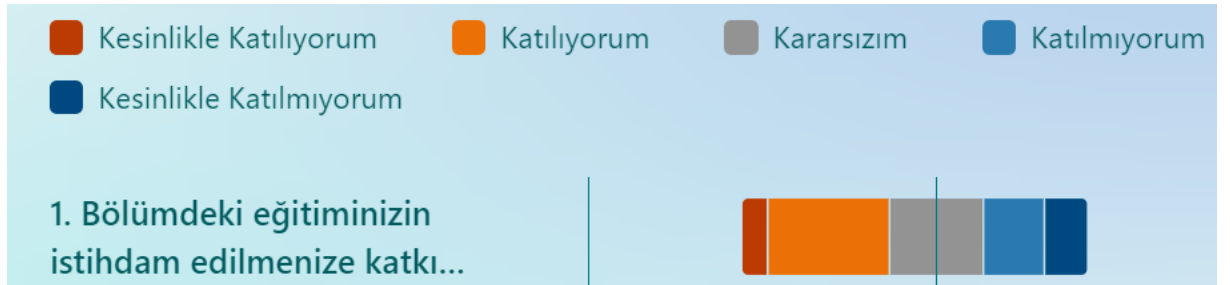 Kesinlikle Katılıyorum Katılıyorum Kararsızım Katılmıyorum
Kesinlikle Katılmıyorum
1. Bölümdeki eğitiminizin
istihdam edilmenize katkı...